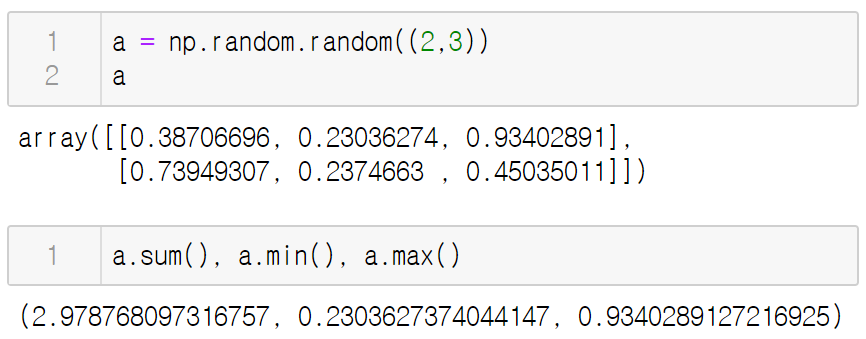 1 a = np.random.random((2,3))
2 a
array([[0.38706696, 0.23036274, 0.93402891],
[0.73949307, 0.2374663 , 0.45035011]])
1 a.sum(), a.min(), a.max()
(2.978768097316757, 0.2303627374044147, 0.9340289127216925)